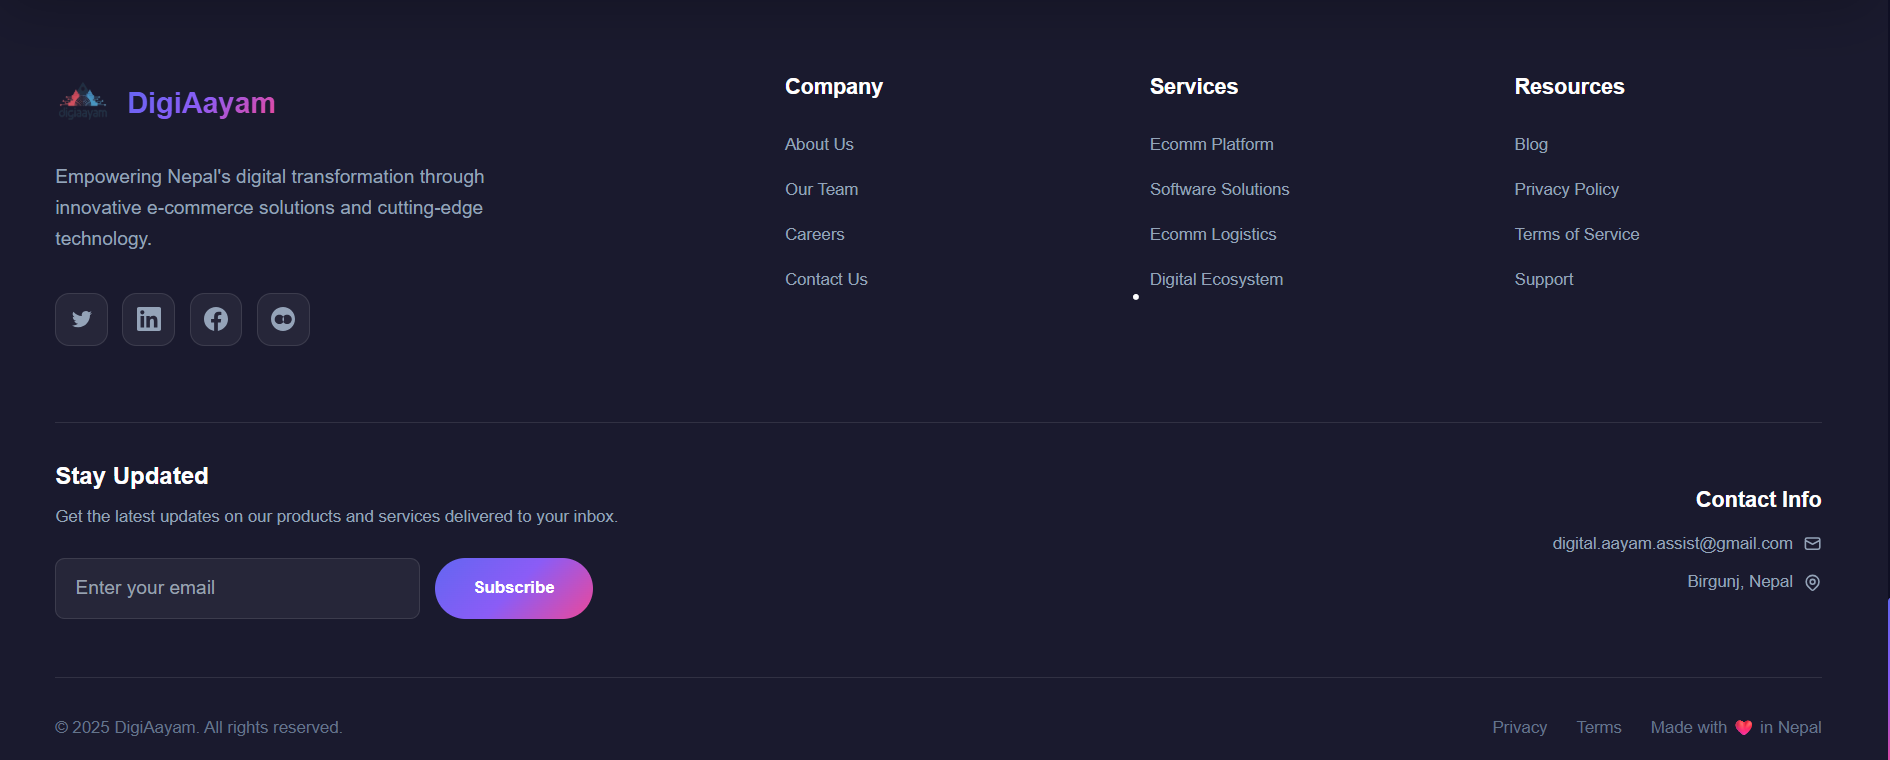 digiaayam
DigiAayam
Empowering Nepal's digital transformation through
innovative e-commerce solutions and cutting-edge
technology.
Company
About Us
Our Team
Careers
Contact Us
Services
Ecomm Platform
Software Solutions
Ecomm Logistics
Digital Ecosystem
Resources
Blog
Privacy Policy
Terms of Service
Support
Stay Updated
Get the latest updates on our products and services delivered to your inbox.
Enter your email
Subscribe
Contact Info
digital.aayam.assist@gmail.com
Birgunj, Nepal
© 2025 DigiAayam. All rights reserved.
Privacy
Terms
Made with ❤️ in Nepal